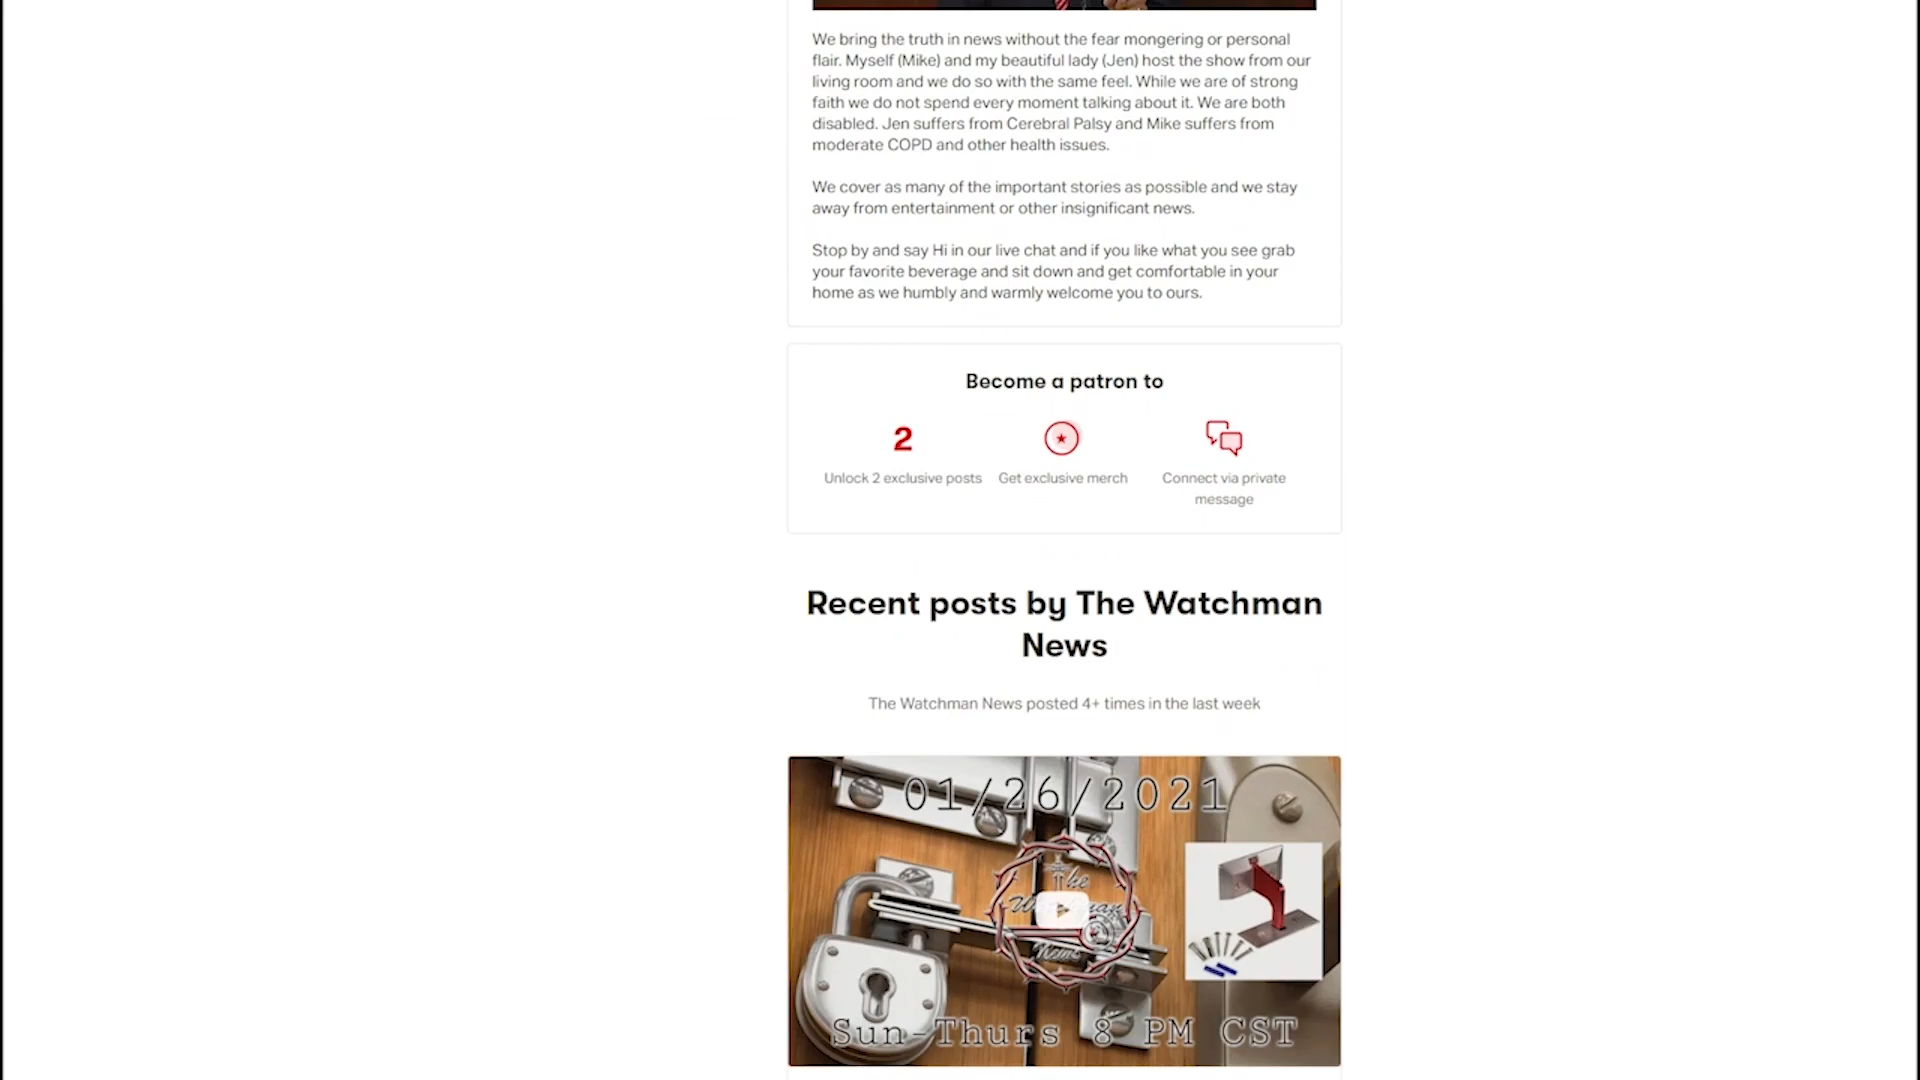 We bring the truth in news without the fear mongering or personal
flair. Myself (Mike) and my beautiful lady (Jen) host the show from our
living room and we do so with the same feel. While we are of strong
faith we do not spend every moment talking about it. We are both
disabled. Jen suffers from Cerebral Palsy and Mike suffers from
moderate COPD and other health issues.
We cover as many of the important stories as possible and we stay
away from entertainment or other insignificant news.
Stop by and say Hi in our live chat and if you like what you see grab
your favorite beverage and sit down and get comfortable in your
home as we humbly and warmly welcome you to ours.
Become a patron to
2
Unlock 2 exclusive posts
Get exclusive merch
Connect via private
message
Recent posts by The Watchman
News
The Watchman News posted 4+ times in the last week
01/26/2021
The
News
Sun-Thurs 8 PM CST